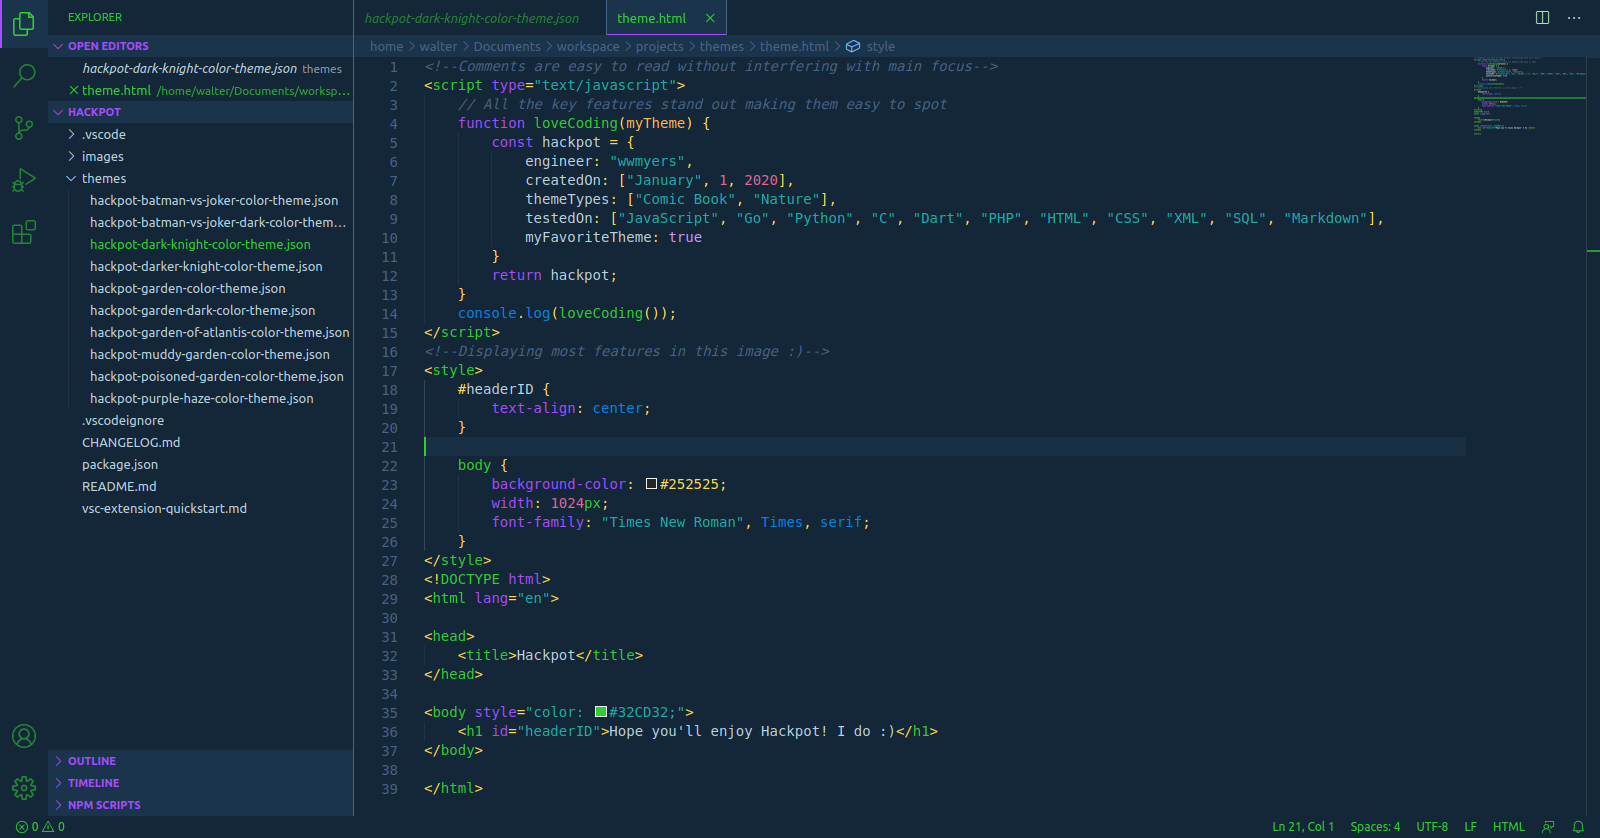 EXPLORER
OPEN EDITORS
hackpot-dark-knight-color-theme.json themes
theme.html /home/walter/Documents/worksp...
HACKPOT
.vscode
images
themes
hackpot-batman-vs-joker-color-theme.json
hackpot-batman-vs-joker-dark-color-them...
hackpot-dark-knight-color-theme.json
hackpot-darker-knight-color-theme.json
hackpot-garden-color-theme.json
hackpot-garden-dark-color-theme.json
hackpot-garden-of-atlantis-color-theme.json
hackpot-muddy-garden-color-theme.json
hackpot-poisoned-garden-color-theme.json
hackpot-purple-haze-color-theme.json
.vscodeignore
CHANGELOG.md
package.json
README.md
vsc-extension-quickstart.md
OUTLINE
TIMELINE
NPM SCRIPTS
hackpot-dark-knight-color-theme.json theme.html
home > walter > Documents > workspace > projects > themes > theme.html > style
1 <!--Comments are easy to read without interfering with main focus-->
2 <script type="text/javascript">
3     // All the key features stand out making them easy to spot
4     function loveCoding(myTheme) {
5         const hackpot = {
6             engineer: "wwmyers",
7             createdOn: ["January", 1, 2020],
8             themeTypes: ["Comic Book", "Nature"],
9             testedOn: ["JavaScript", "Go", "Python", "C", "Dart", "PHP", "HTML", "CSS", "XML", "SQL", "Markdown"],
10             myFavoriteTheme: true
11         }
12         return hackpot;
13     }
14     console.log(loveCoding());
15 </script>
16 <!--Displaying most features in this image :)-->
17 <style>
18     #headerID {
19         text-align: center;
20     }
21
22     body {
23         background-color: #252525;
24         width: 1024px;
25         font-family: "Times New Roman", Times, serif;
26     }
27 </style>
28 <!DOCTYPE html>
29 <html lang="en">
30
31 <head>
32     <title>Hackpot</title>
33 </head>
34
35 <body style="color: #32CD32;">
36     <h1 id="headerID">Hope you'll enjoy Hackpot! I do :)</h1>
37 </body>
38
39 </html>
0 0 Ln 21, Col 1 Spaces: 4 UTF-8 LF HTML